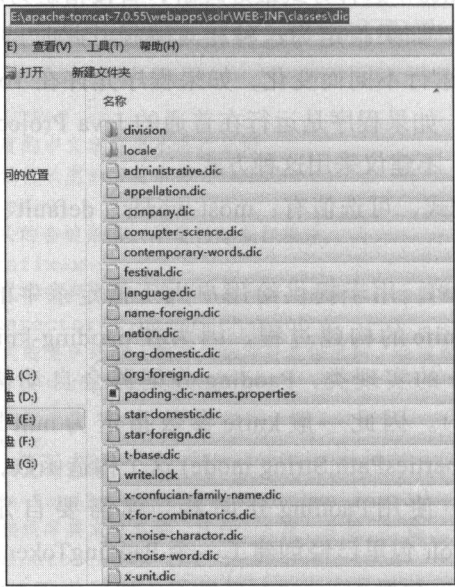 E:\apache-tomcat-7.0.55\webapps\solr\WEB-INF\classes\dic
E) 查看(V) 工具(T) 帮助(H)
打开 新建文件夹
名称
division
locale
问的位置
administrative.dic
appellation.dic
company.dic
comupter-science.dic
contemporary-words.dic
festival.dic
language.dic
name-foreign.dic
nation.dic
org-domestic.dic
盘 (C:)
org-foreign.dic
盘 (D:)
paoding-dic-names.properties
盘 (E:)
star-domestic.dic
盘 (F:)
star-foreign.dic
盘 (G:)
t-base.dic
write.lock
x-confucian-family-name.dic
x-for-combinatorics.dic
x-noise-charactor.dic
x-noise-word.dic
x-unit.dic